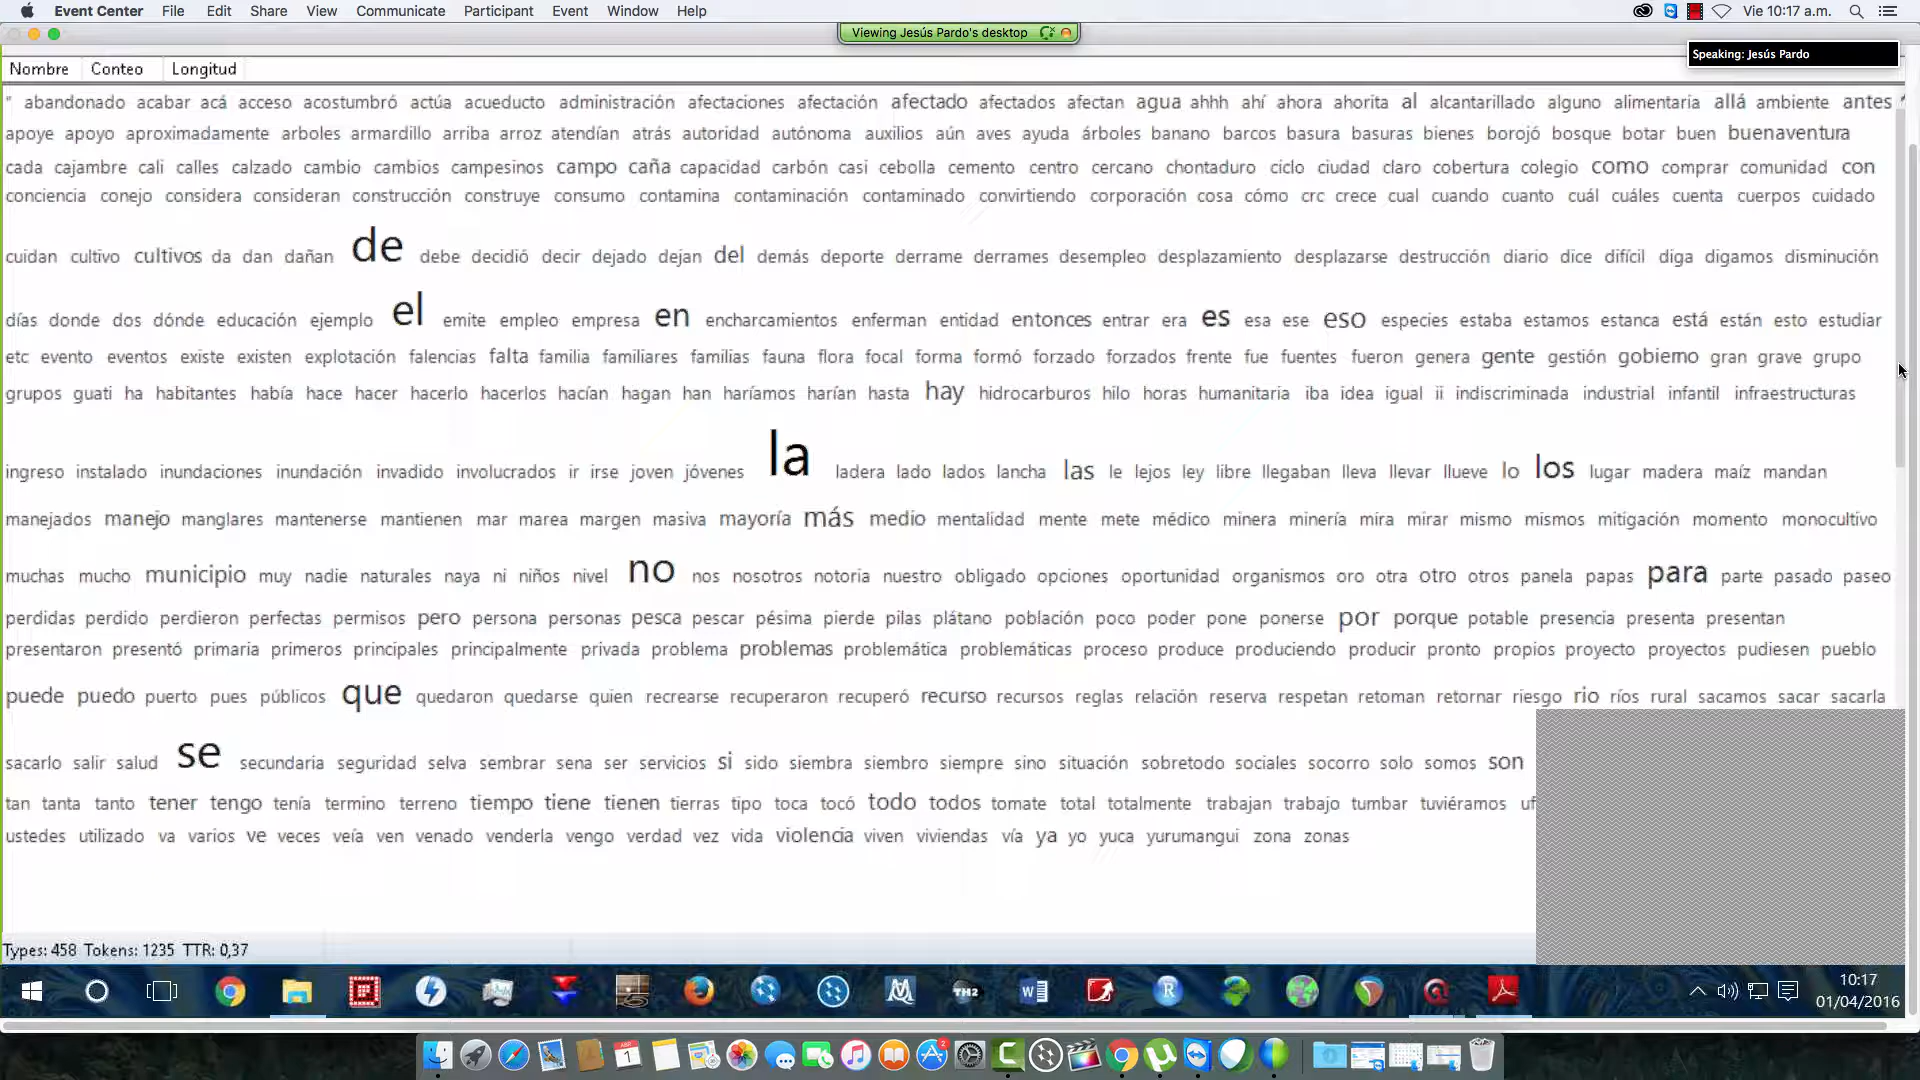 Event Center File Edit Share View Communicate Participant Event Window Help Vie 10:17 a.m.
Viewing Jesús Pardo's desktop
Speaking: Jesús Pardo
Nombre Conteo Longitud
" abandonado acabar acá acceso acostumbró actúa acueducto administración afectaciones afectación afectado afectados afectan agua ahhh ahí ahora ahorita al alcantarillado alguno alimentaria allá ambiente antes
apoye apoyo aproximadamente arboles armardillo arriba arroz atendían atrás autoridad autónoma auxilios aún aves ayuda árboles banano barcos basura basuras bienes borojó bosque botar buen buenaventura
cada cajambre cali calles calzado cambio cambios campesinos campo caña capacidad carbón casi cebolla cemento centro cercano chontaduro ciclo ciudad claro cobertura colegio como comprar comunidad con
conciencia conejo considera consideran construcción construye consumo contamina contaminación contaminado convirtiendo corporación cosa cómo crc crece cual cuando cuanto cuál cuáles cuenta cuerpos cuidado
cuidan cultivo cultivos da dan dañan de debe decidió decir dejado dejan del demás deporte derrame derrames desempleo desplazamiento desplazarse destrucción diario dice difícil diga digamos disminución
días donde dos dónde educación ejemplo el emite empleo empresa en encharcamientos enferman entidad entonces entrar era es esa ese eso especies estaba estamos estanca está están esto estudiar
etc evento eventos existe existen explotación falencias falta familia familiares familias fauna flora focal forma formó forzado forzados frente fue fuentes fueron genera gente gestión gobierno gran grave grupo
grupos guati ha habitantes había hace hacer hacerlo hacerlos hacían hagan han haríamos harían hasta hay hidrocarburos hilo horas humanitaria iba idea igual ii indiscriminada industrial infantil infraestructuras
ingreso instalado inundaciones inundación invadido involucrados ir irse joven jóvenes la ladera lado lados lancha las le lejos ley libre llegaban lleva llevar llueve lo los lugar madera maíz mandan
manejados manejo manglares mantenerse mantienen mar marea margen masiva mayoría más medio mentalidad mente mete médico minera minería mira mirar mismo mismos mitigación momento monocultivo
muchas mucho municipio muy nadie naturales naya ni niños nivel no nos nosotros notoria nuestro obligado opciones oportunidad organismos oro otra otro otros panela papas para parte pasado paseo
perdidas perdido perdieron perfectas permisos pero persona personas pesca pescar pésima pierde pilas plátano población poco poder pone ponerse por porque potable presencia presenta presentan
presentaron presentó primaria primeros principales principalmente privada problema problemas problemática problemáticas proceso produce produciendo producir pronto propios proyecto proyectos pudiesen pueblo
puede puedo puerto pues públicos que quedaron quedarse quien recrearse recuperaron recuperó recurso recursos reglas relación reserva respetan retoman retornar riesgo rio ríos rural sacamos sacar sacarla
sacarlo salir salud se secundaria seguridad selva sembrar sena ser servicios si sido siembra siembro siempre sino situación sobretodo sociales socorro solo somos son
tan tanta tanto tener tengo tenía termino terreno tiempo tiene tienen tierras tipo toca tocó todo todos tomate total totalmente trabajan trabajo tumbar tuviéramos uf
ustedes utilizado va varios ve veces veía ven venado venderla vengo verdad vez vida violencia viven viviendas vía ya yo yuca yurumangui zona zonas
Types: 458 Tokens: 1235 TTR: 0,37
TH2
10:17
01/04/2016